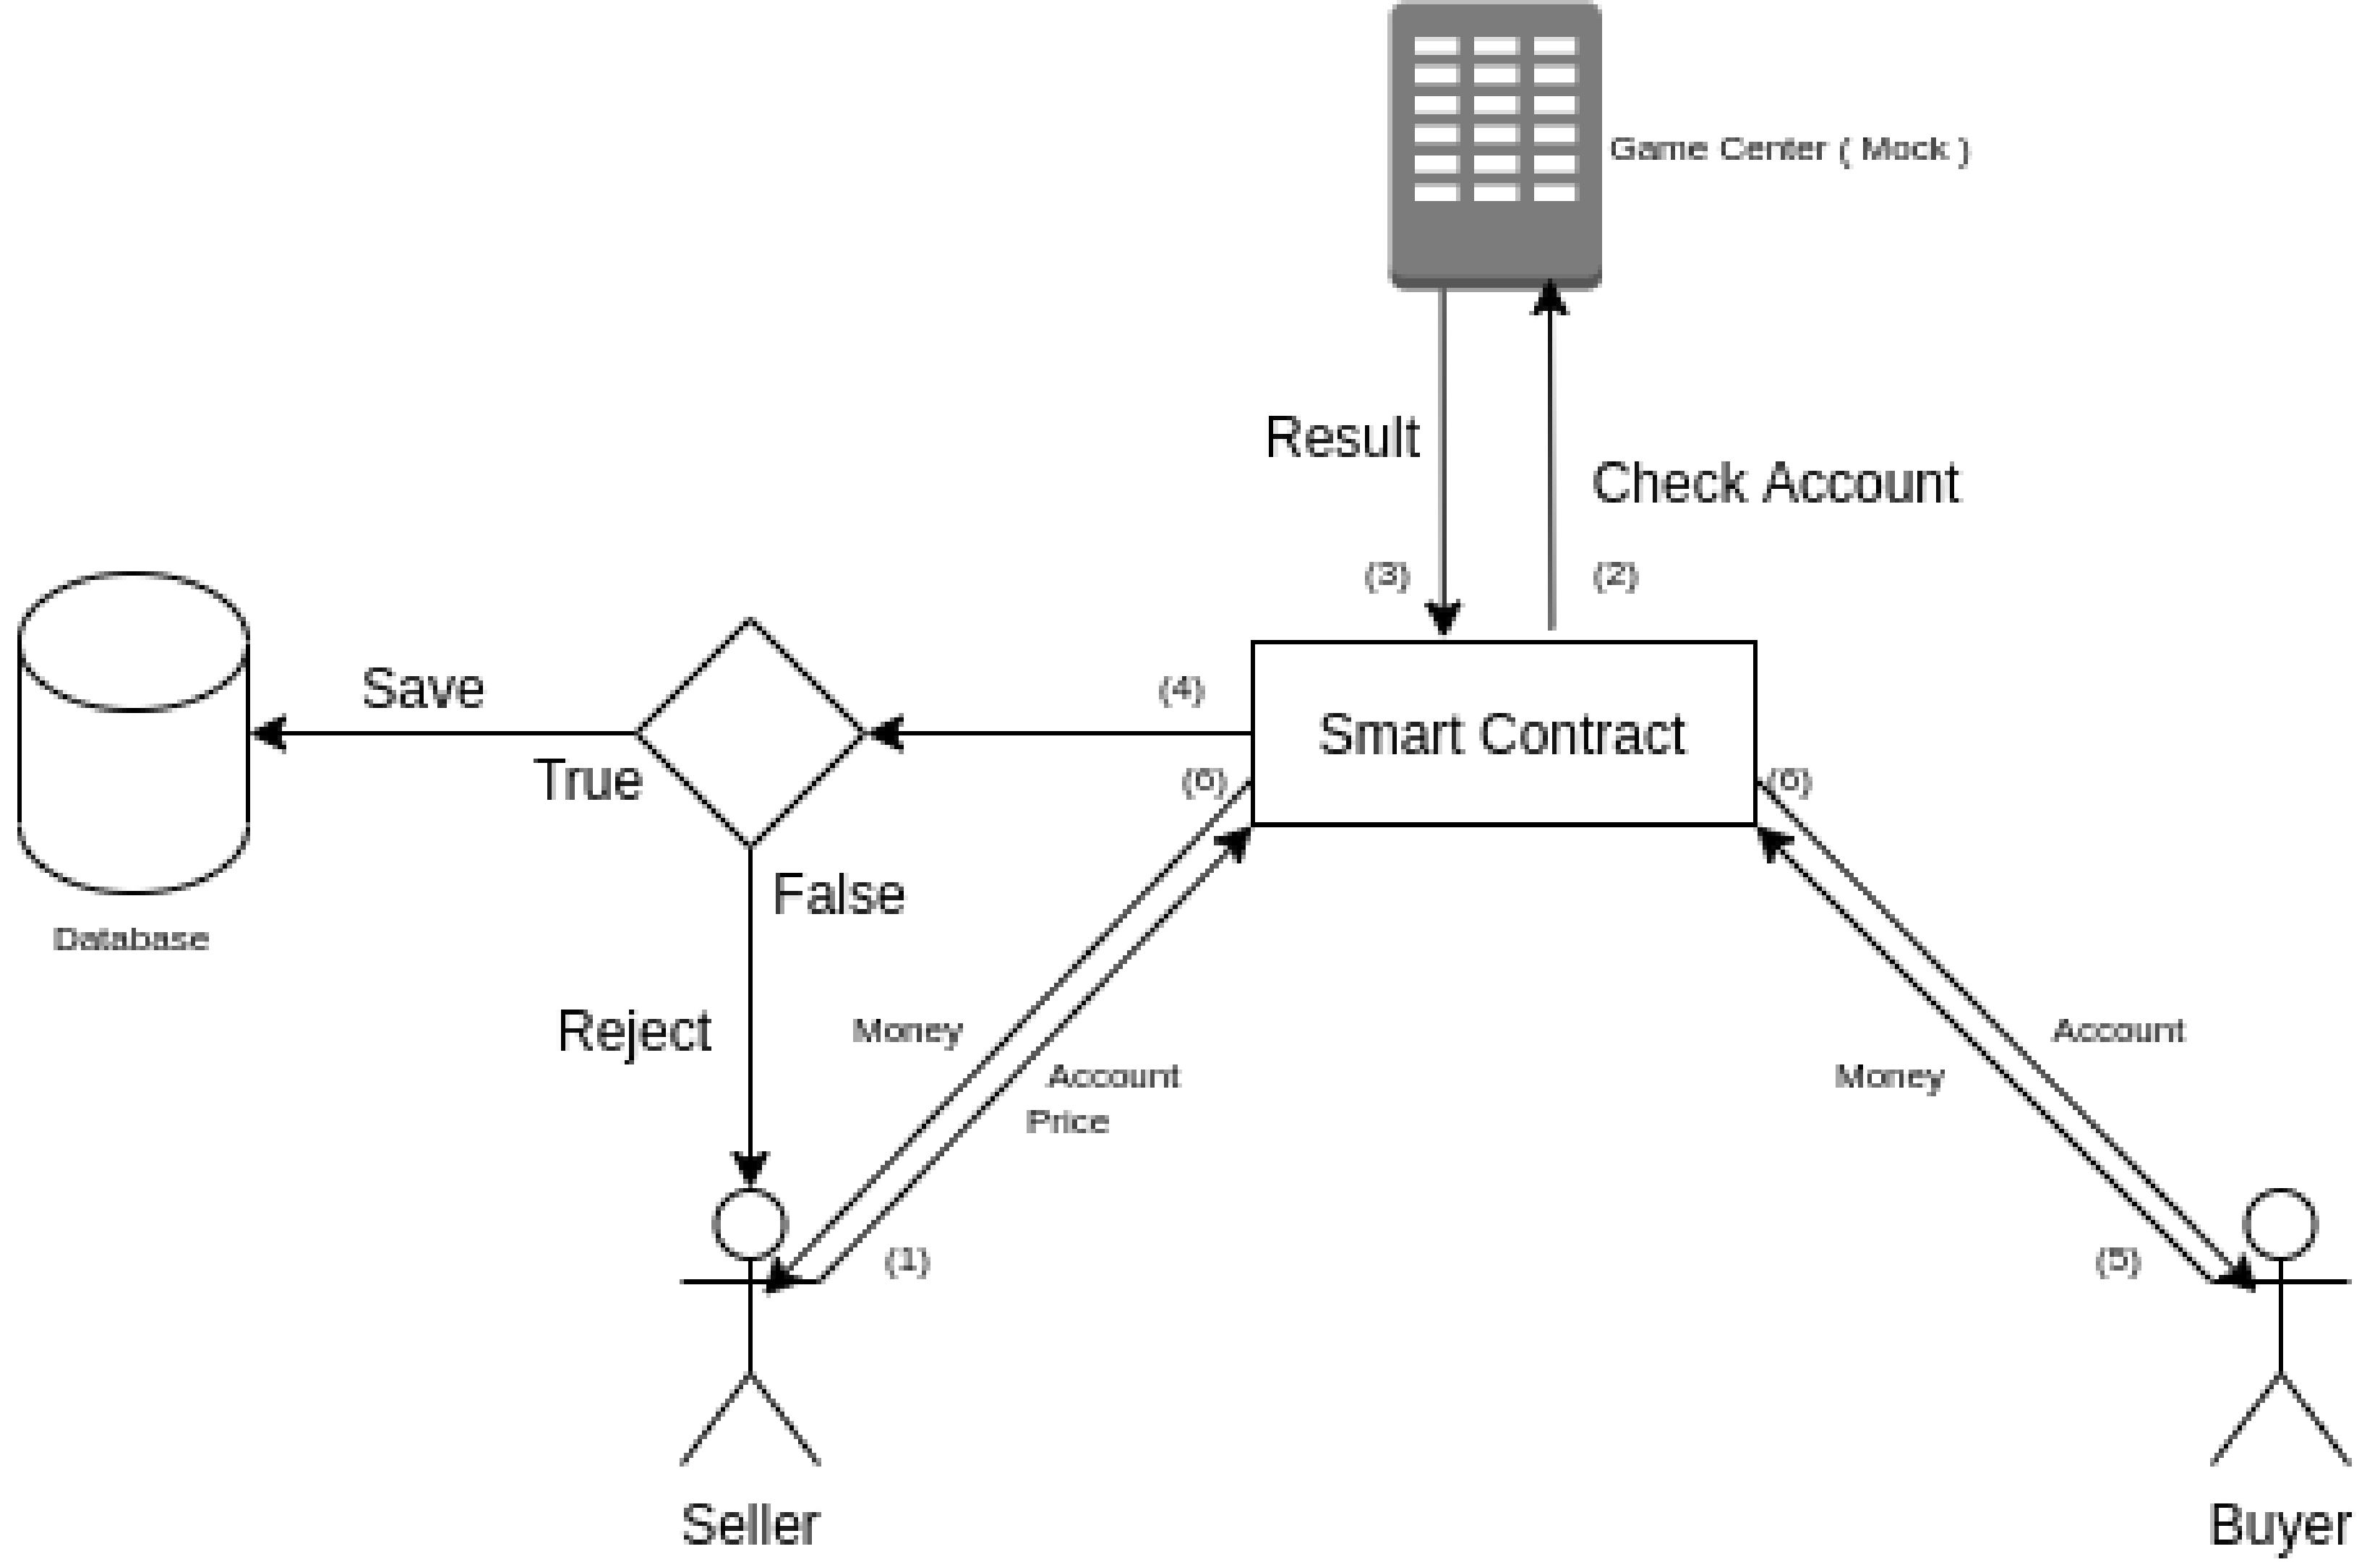 Game Center ( Mock )
Result
Check Account
(3)
(2)
Save
(4)
Smart Contract
True
(6)
(6)
False
Database
Reject
Money
Account
Account
Money
Price
(1)
(5)
Seller
Buyer